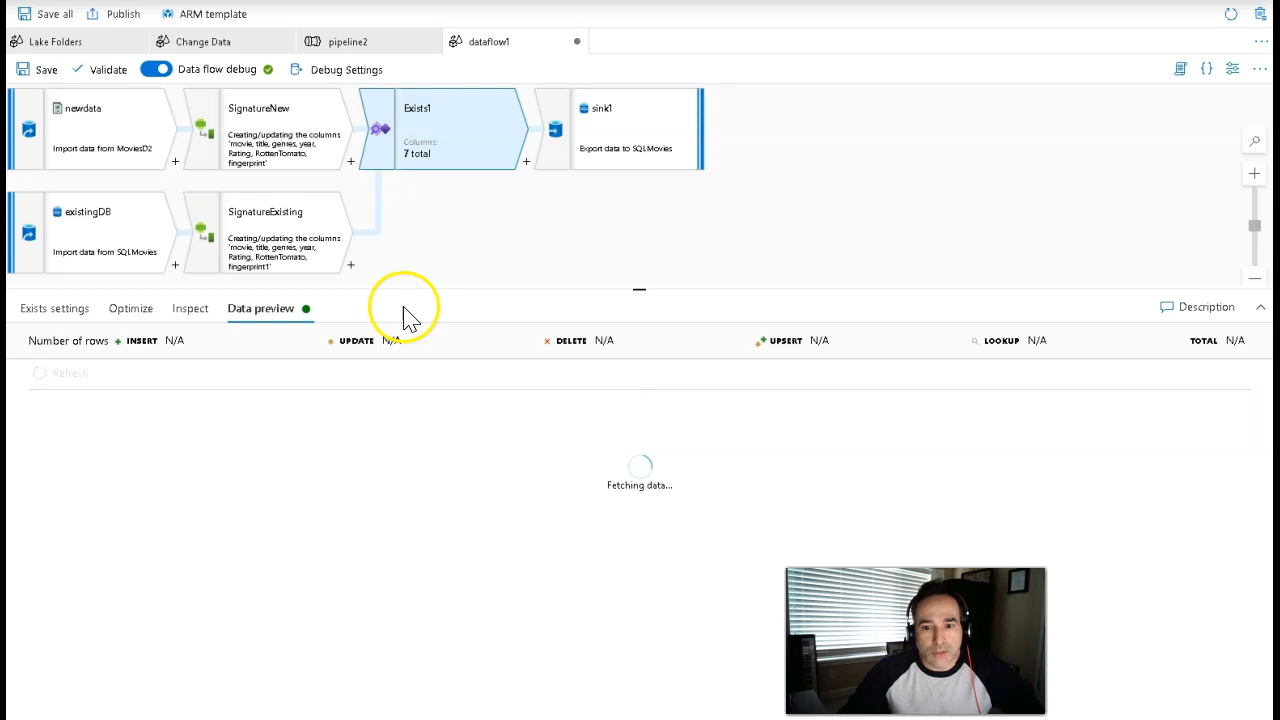 Save all Publish ARM template
Lake Folders Change Data pipeline2 dataflow1
Save Validate Data flow debug Debug Settings
newdata
Import data from MoviesD2
SignatureNew
Creating/updating the columns
'movie, title, genres, year,
Rating, RottenTomato,
fingerprint'
Exists1
Columns:
7 total
sink1
Export data to SQLMovies
existingDB
Import data from SQLMovies
SignatureExisting
Creating/updating the columns
'movie, title, genres, year,
Rating, RottenTomato,
fingerprint1'
Exists settings Optimize Inspect Data preview Description
Number of rows INSERT N/A UPDATE N/A DELETE N/A UPSERT N/A LOOKUP N/A TOTAL N/A
Refresh
Fetching data...